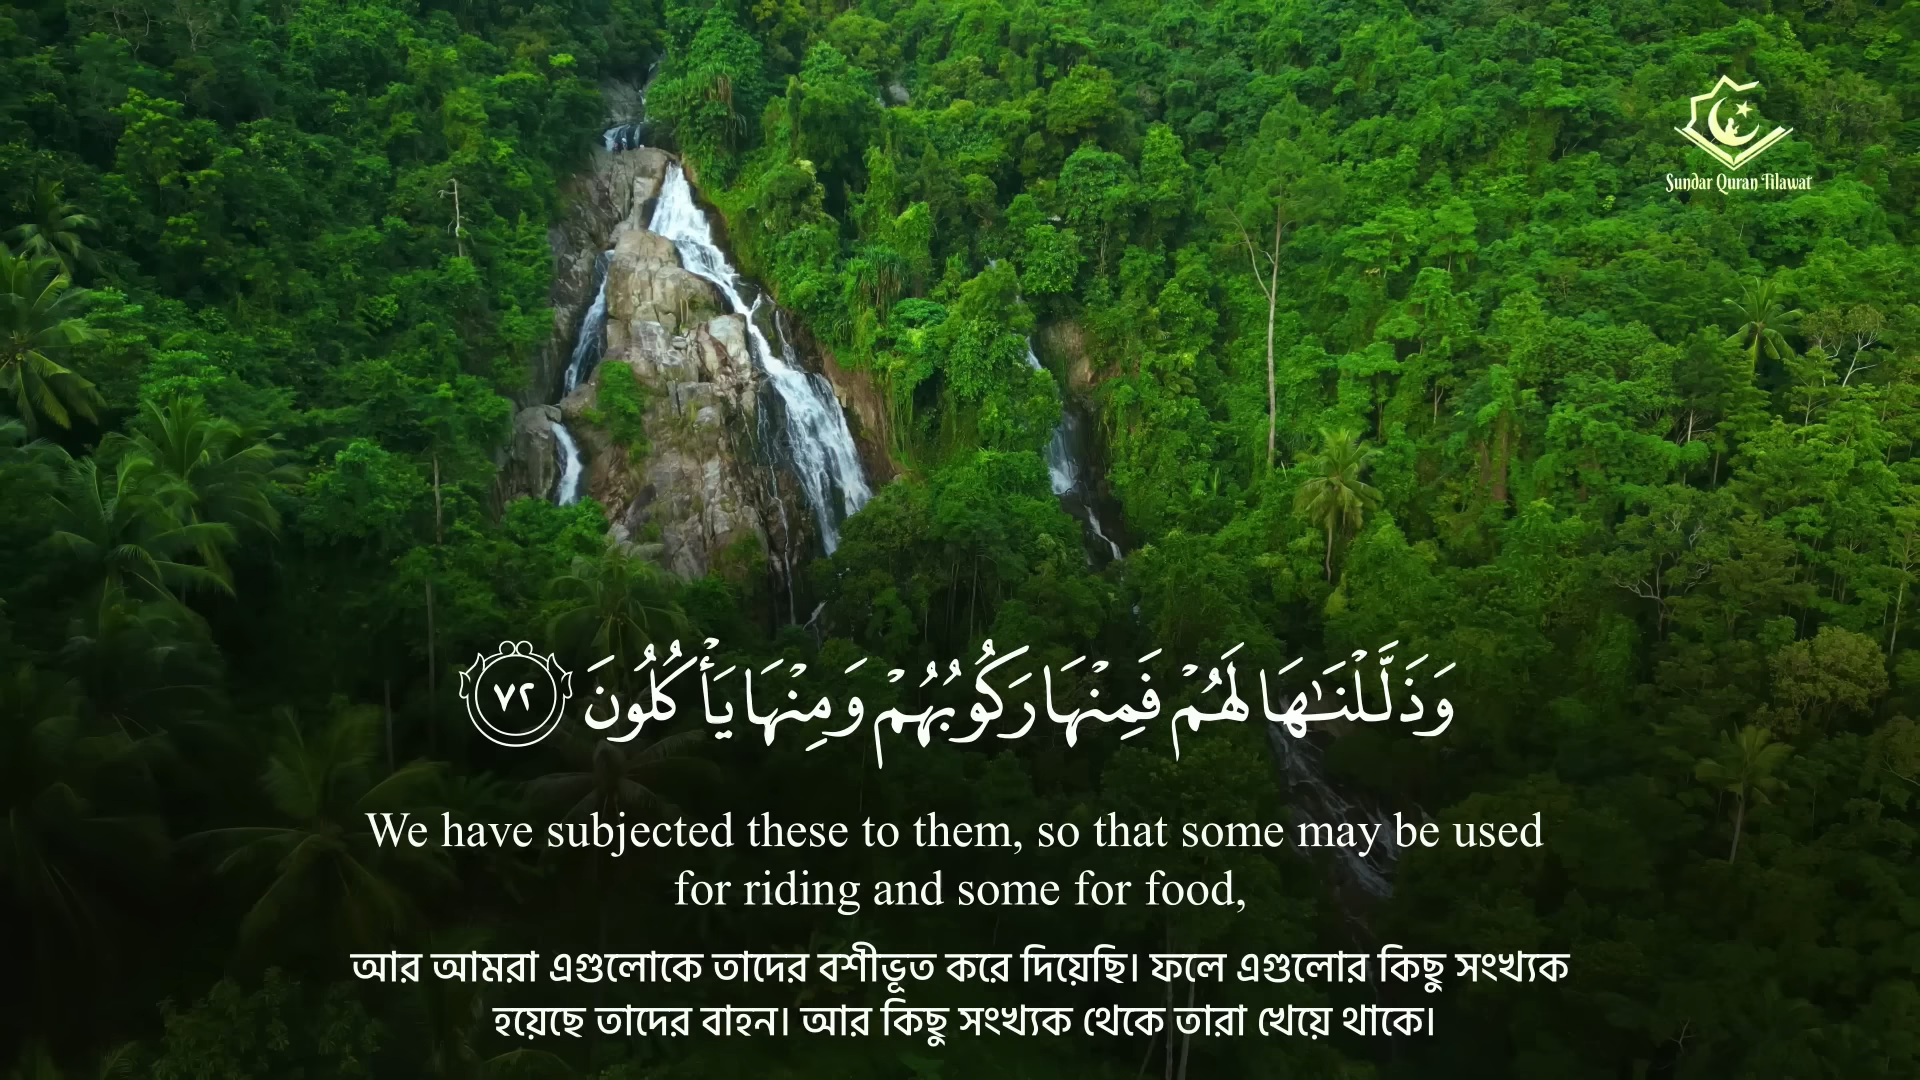 Sundar Quran Tilawat
وَذَلَّلْنَـٰهَا لَهُمْ فَمِنْهَا رَكُوبُهُمْ وَمِنْهَا يَأْكُلُونَ ٧٢
We have subjected these to them, so that some may be used
for riding and some for food,
আর আমরা এগুলোকে তাদের বশীভূত করে দিয়েছি। ফলে এগুলোর কিছু সংখ্যক
হয়েছে তাদের বাহন। আর কিছু সংখ্যক থেকে তারা খেয়ে থাকে।